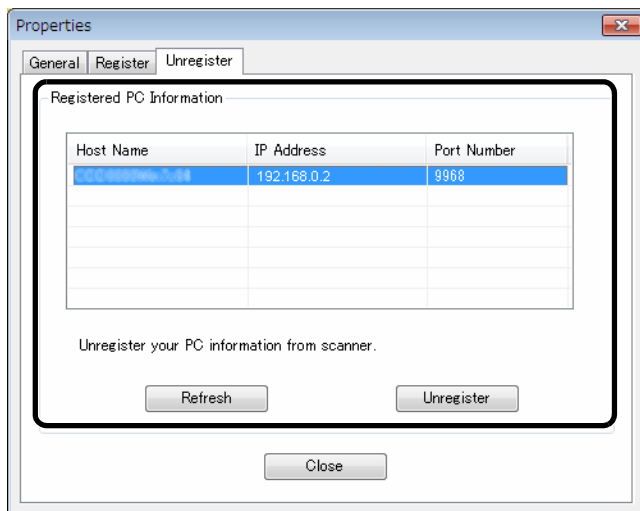 Properties
General Register Unregister
Registered PC Information
Host Name IP Address Port Number
192.168.0.2 9968
Unregister your PC information from scanner.
Refresh Unregister
Close